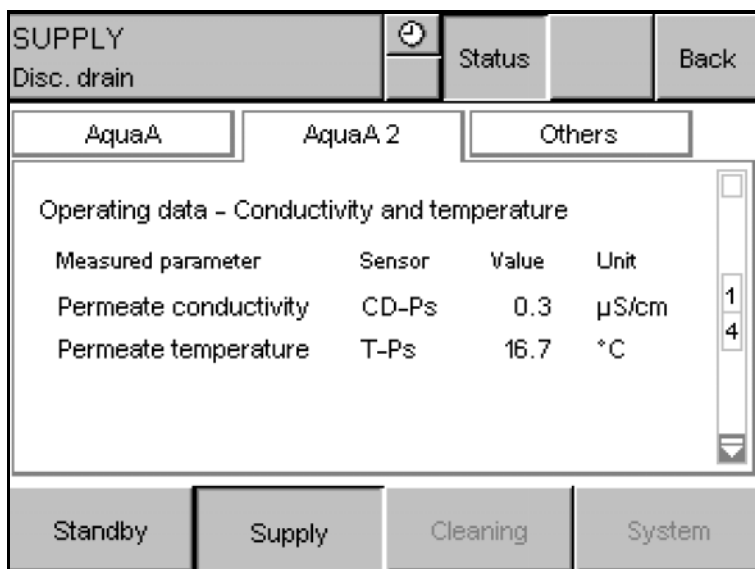 SUPPLY
Disc. drain
Status
Back
AquaA
AquaA 2
Others
Operating data - Conductivity and temperature
Measured parameter Sensor Value Unit
Permeate conductivity CD-Ps 0.3 µS/cm
Permeate temperature T-Ps 16.7 °C
1
4
Standby Supply Cleaning System